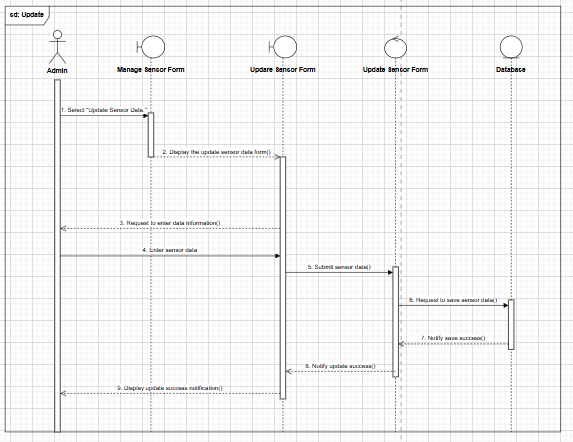 sd: Update
Admin
Manage Sensor Form
Updare Sensor Form
Update Sensor Form
Database
1. Select "Update Sensor Data."
2. Display the update sensor data form()
3. Request to enter data information()
4. Enter sensor data
5. Submit sensor data()
6. Request to save sensor data()
7. Notify save success()
8. Notify update success()
9. Display update success notification()